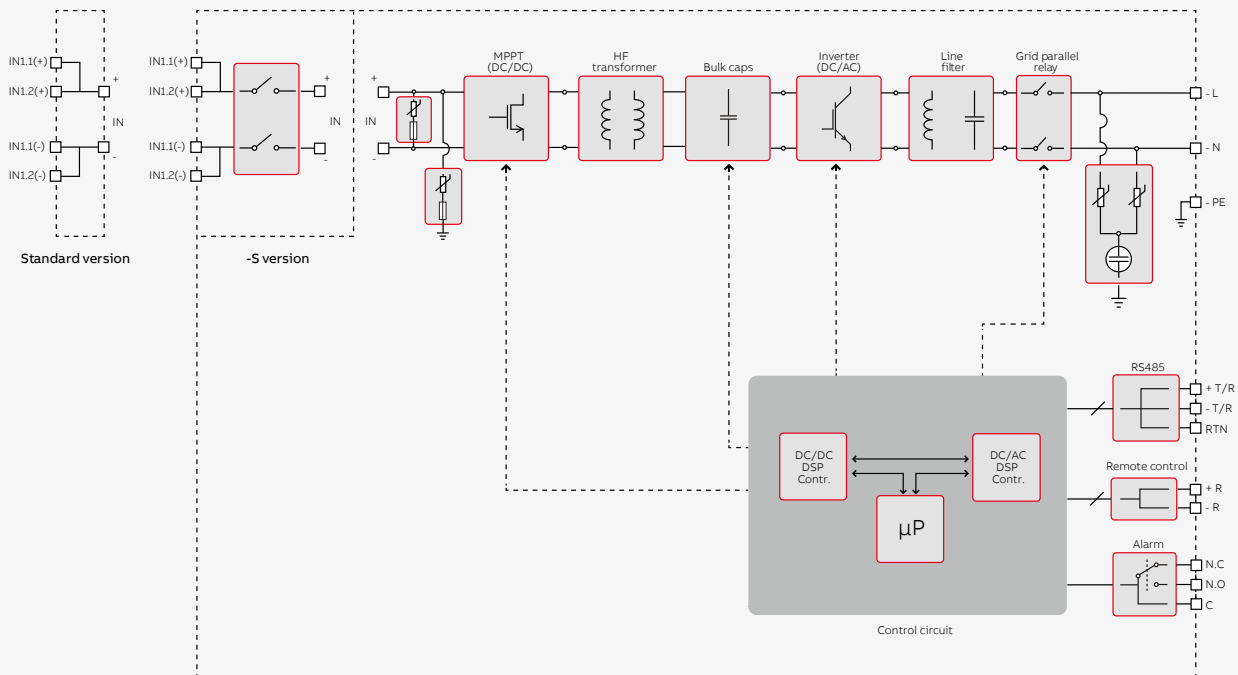 IN1.1(+)
IN1.2(+)
IN1.1(-)
IN1.2(-)
+
IN
-
Standard version
IN1.1(+)
IN1.2(+)
IN1.1(-)
IN1.2(-)
+
IN
-
-S version
+
IN
-
MPPT
(DC/DC)
HF
transformer
Bulk caps
Inverter
(DC/AC)
Line
filter
Grid parallel
relay
- L
- N
- PE
DC/DC
DSP
Contr.
DC/AC
DSP
Contr.
µP
Control circuit
RS485
+ T/R
- T/R
RTN
Remote control
+ R
- R
Alarm
N.C
N.O
C